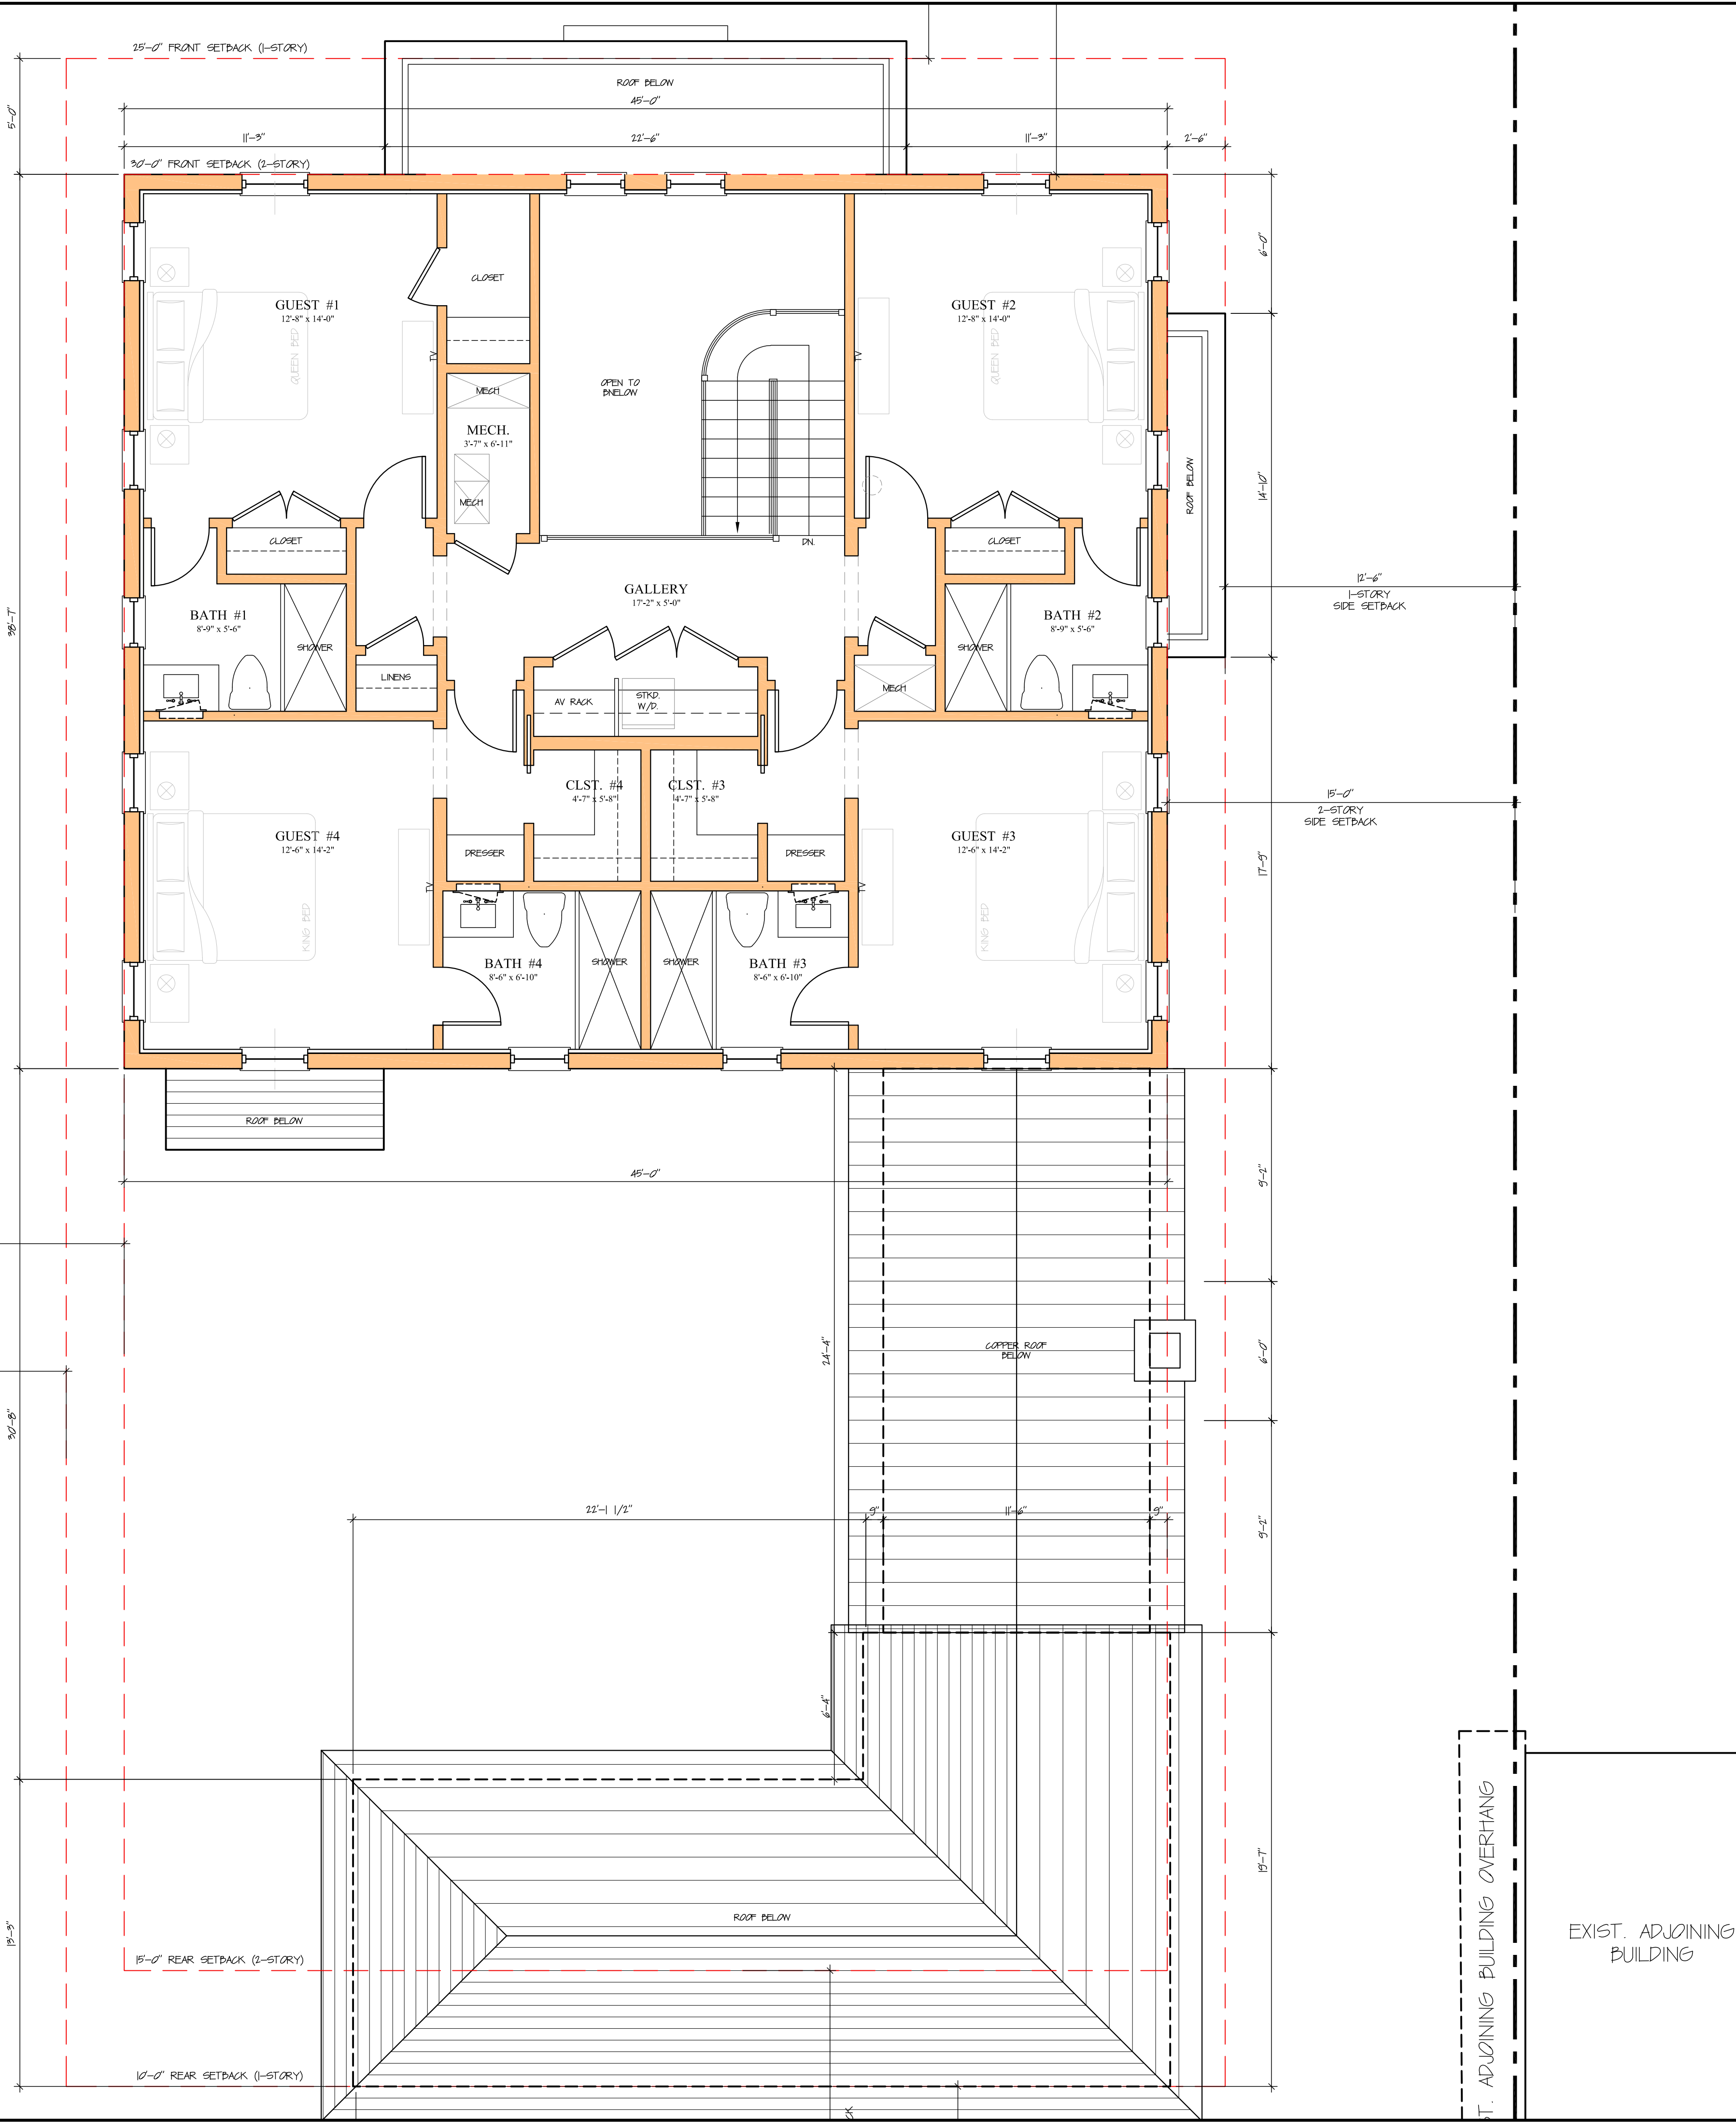 25'-0" FRONT SETBACK (1-STORY)
ROOF BELOW
45'-0"
5'-0"
11'-3"
22'-6"
11'-3"
2'-6"
30'-0" FRONT SETBACK (2-STORY)
6'-0"
CLOSET
GUEST #1
12'-8" x 14'-0"
QUEEN BED
TV
OPEN TO
BNELOW
TV
GUEST #2
12'-8" x 14'-0"
QUEEN BED
MECH
MECH.
3'-7" x 6'-11"
MECH
ROOF BELOW
14'-10"
CLOSET
DN.
CLOSET
38'-7"
GALLERY
17'-2" x 5'-0"
12'-6"
1-STORY
SIDE SETBACK
BATH #1
8'-9" x 5'-6"
SHOWER
BATH #2
8'-9" x 5'-6"
SHOWER
LINENS
MECH
AV RACK
STKD.
W/D.
CLST. #4
4'-7" x 5'-8"
CLST. #3
4'-7" x 5'-8"
15'-0"
2-STORY
SIDE SETBACK
GUEST #4
12'-6" x 14'-2"
KING BED
TV
DRESSER
DRESSER
TV
GUEST #3
12'-6" x 14'-2"
KING BED
17'-9"
BATH #4
8'-6" x 6'-10"
SHOWER
SHOWER
BATH #3
8'-6" x 6'-10"
ROOF BELOW
45'-0"
9'-2"
24'-4"
COPPER ROOF
BELOW
6'-0"
30'-8"
22'-1 1/2"
9"
11'-6"
9"
9'-2"
6'-4"
19'-7"
ROOF BELOW
13'-3"
15'-0" REAR SETBACK (2-STORY)
10'-0" REAR SETBACK (1-STORY)
ADJOINING BUILDING OVERHANG
EXIST. ADJOINING
BUILDING